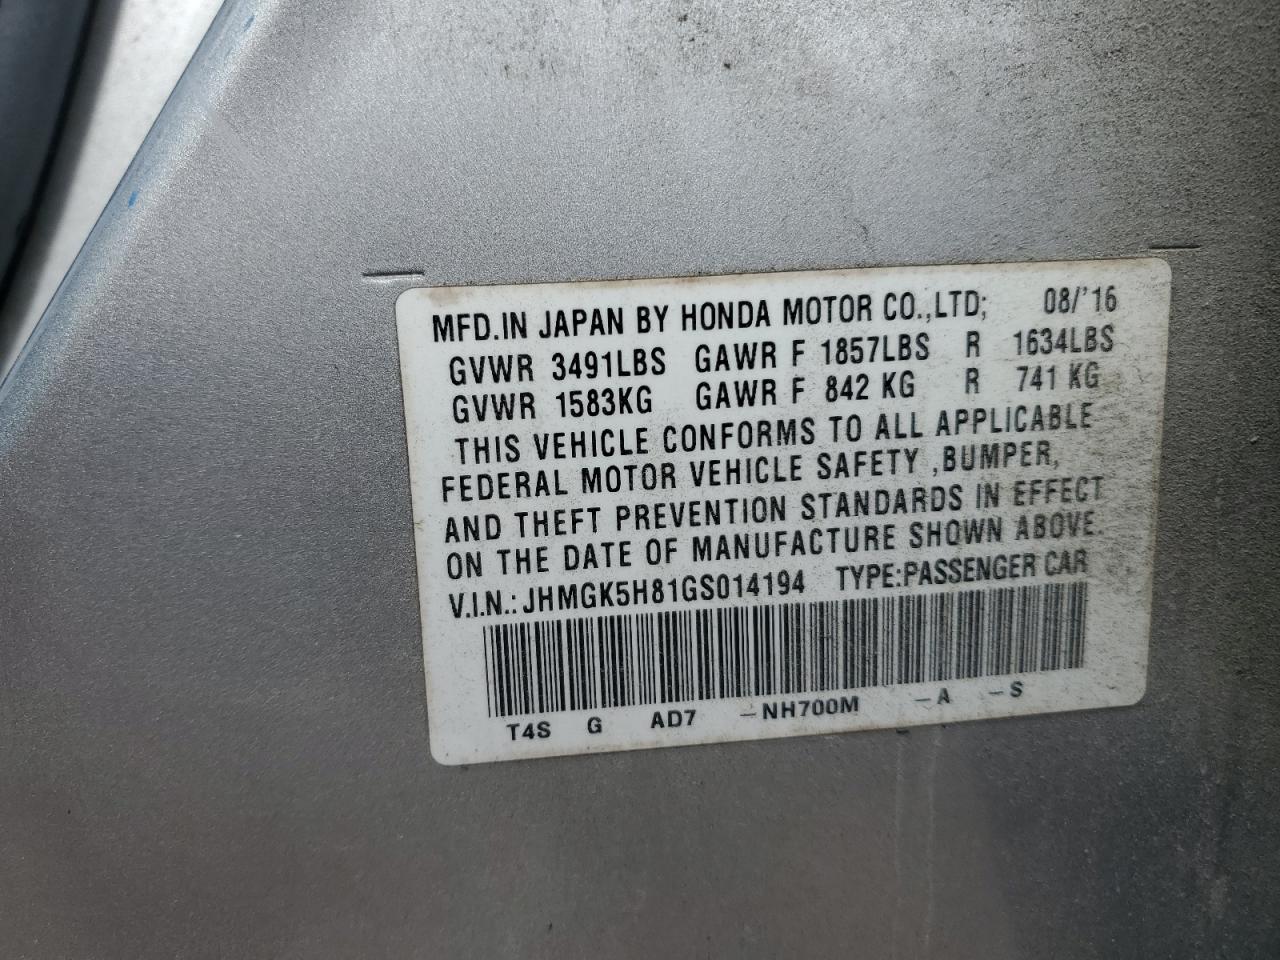 MFD.IN JAPAN BY HONDA MOTOR CO.,LTD; 08/'16
GVWR 3491LBS GAWR F 1857LBS R 1634LBS
GVWR 1583KG GAWR F 842 KG R 741 KG
THIS VEHICLE CONFORMS TO ALL APPLICABLE
FEDERAL MOTOR VEHICLE SAFETY ,BUMPER,
AND THEFT PREVENTION STANDARDS IN EFFECT
ON THE DATE OF MANUFACTURE SHOWN ABOVE.
V.I.N.: JHMGK5H81GS014194 TYPE:PASSENGER CAR
T4S G AD7 -NH700M -A -S